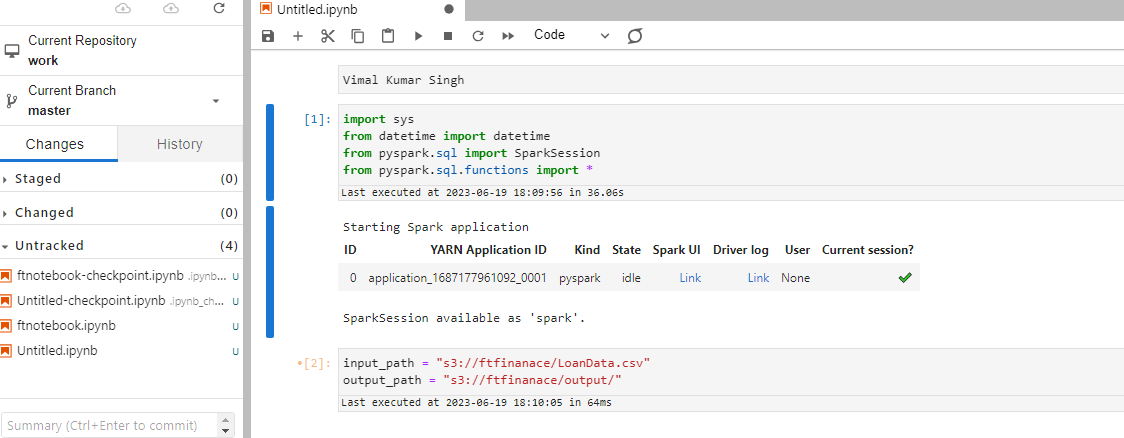 Current Repository
work
Current Branch
master
Changes
History
Staged (0)
Changed (0)
Untracked (4)
ftnotebook-checkpoint.ipynb .ipynb... U
Untitled-checkpoint.ipynb .ipynb_ch... U
ftnotebook.ipynb U
Untitled.ipynb U
Summary (Ctrl+Enter to commit)
Untitled.ipynb
Code
Vimal Kumar Singh
[1]:
import sys
from datetime import datetime
from pyspark.sql import SparkSession
from pyspark.sql.functions import *
Last executed at 2023-06-19 18:09:56 in 36.06s
Starting Spark application
ID YARN Application ID Kind State Spark UI Driver log User Current session?
0 application_1687177961092_0001 pyspark idle Link Link None ✔
SparkSession available as 'spark'.
•[2]:
input_path = "s3://ftfinanace/LoanData.csv"
output_path = "s3://ftfinanace/output/"
Last executed at 2023-06-19 18:10:05 in 64ms